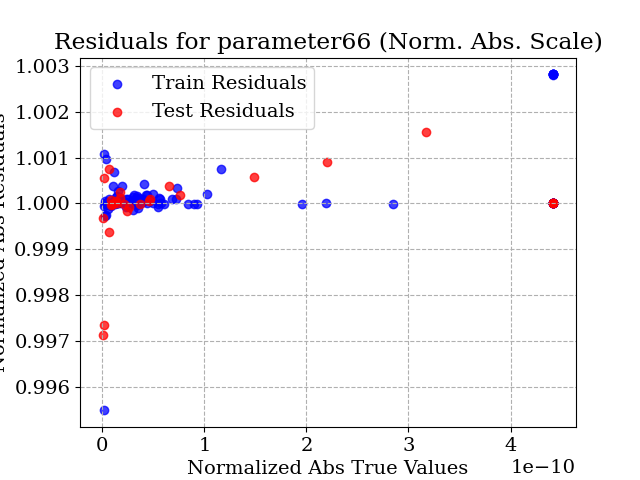 Residuals for parameter66 (Norm. Abs. Scale)
Train Residuals
Test Residuals
Normalized Abs Residuals
1.003
1.002
1.001
1.000
0.999
0.998
0.997
0.996
0
1
2
3
4
1e−10
Normalized Abs True Values